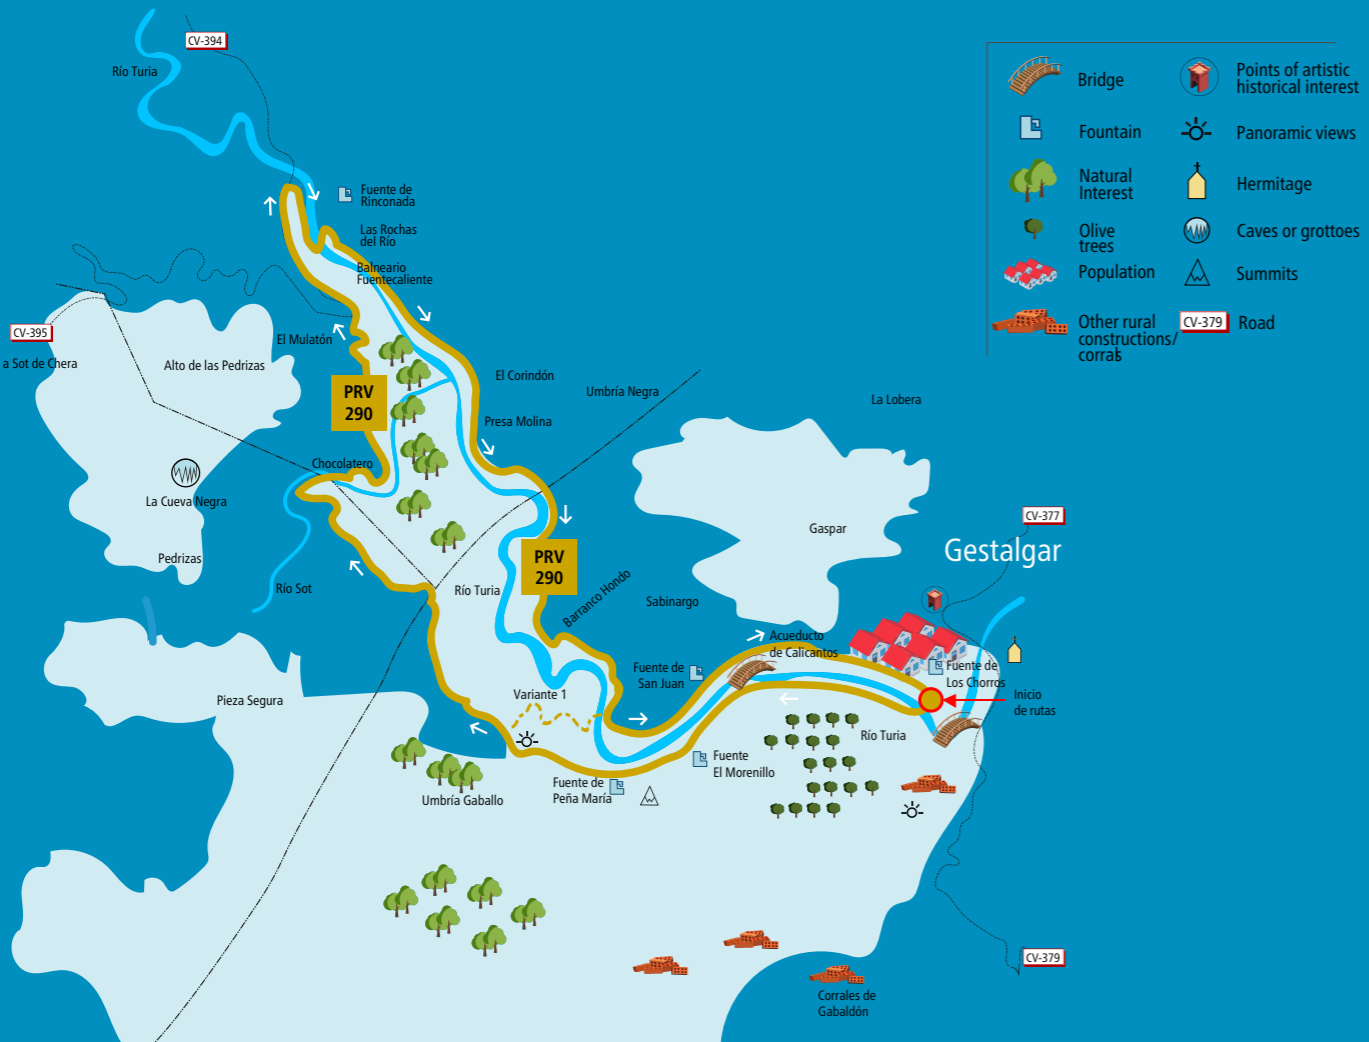 CV-394
Río Turia
Fuente de
Rinconada
Las Rochas
del Río
Balneario
Fuentecaliente
CV-395
a Sot de Chera
Alto de las Pedrizas
El Mulatón
PRV
290
El Corindón
Umbría Negra
La Lobera
Presa Molina
Chocolatero
La Cueva Negra
Pedrizas
Río Sot
Río Turia
PRV
290
Barranco Hondo
Sabinargo
Gaspar
CV-377
Gestalgar
Acueducto
de Calicantos
Fuente de
San Juan
Fuente de
Los Chorros
Inicio
de rutas
Pieza Segura
Variante 1
Río Turia
Fuente
El Morenillo
Fuente de
Peña María
Umbría Gaballo
CV-379
Corrales de
Gabaldón
Bridge
Fountain
Natural
Interest
Olive
trees
Population
Other rural
constructions/
corrals
Points of artistic
historical interest
Panoramic views
Hermitage
Caves or grottoes
Summits
CV-379
Road